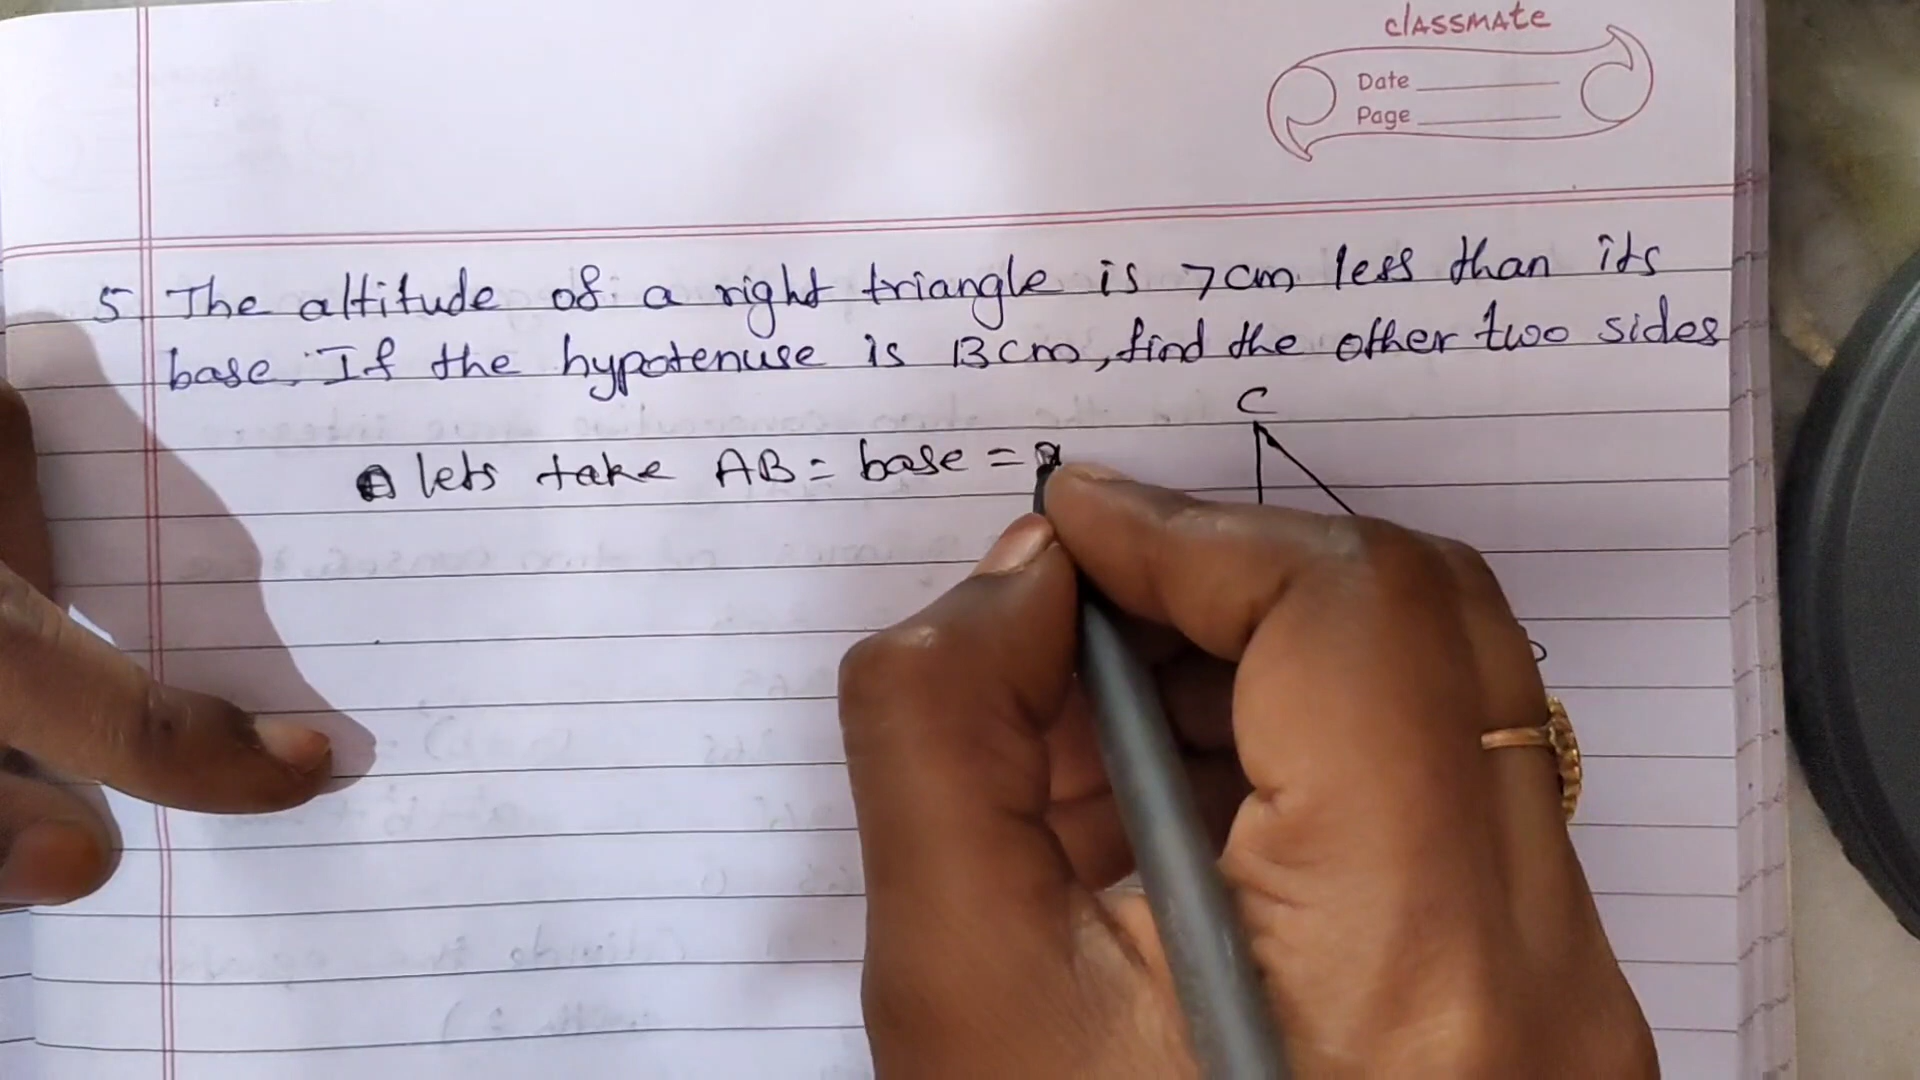 classmate
Date
Page
5. The altitude of a right triangle is 7cm less than its
base. If the hypotenuse is 13cm, find the other two sides
C
lets take AB = base =